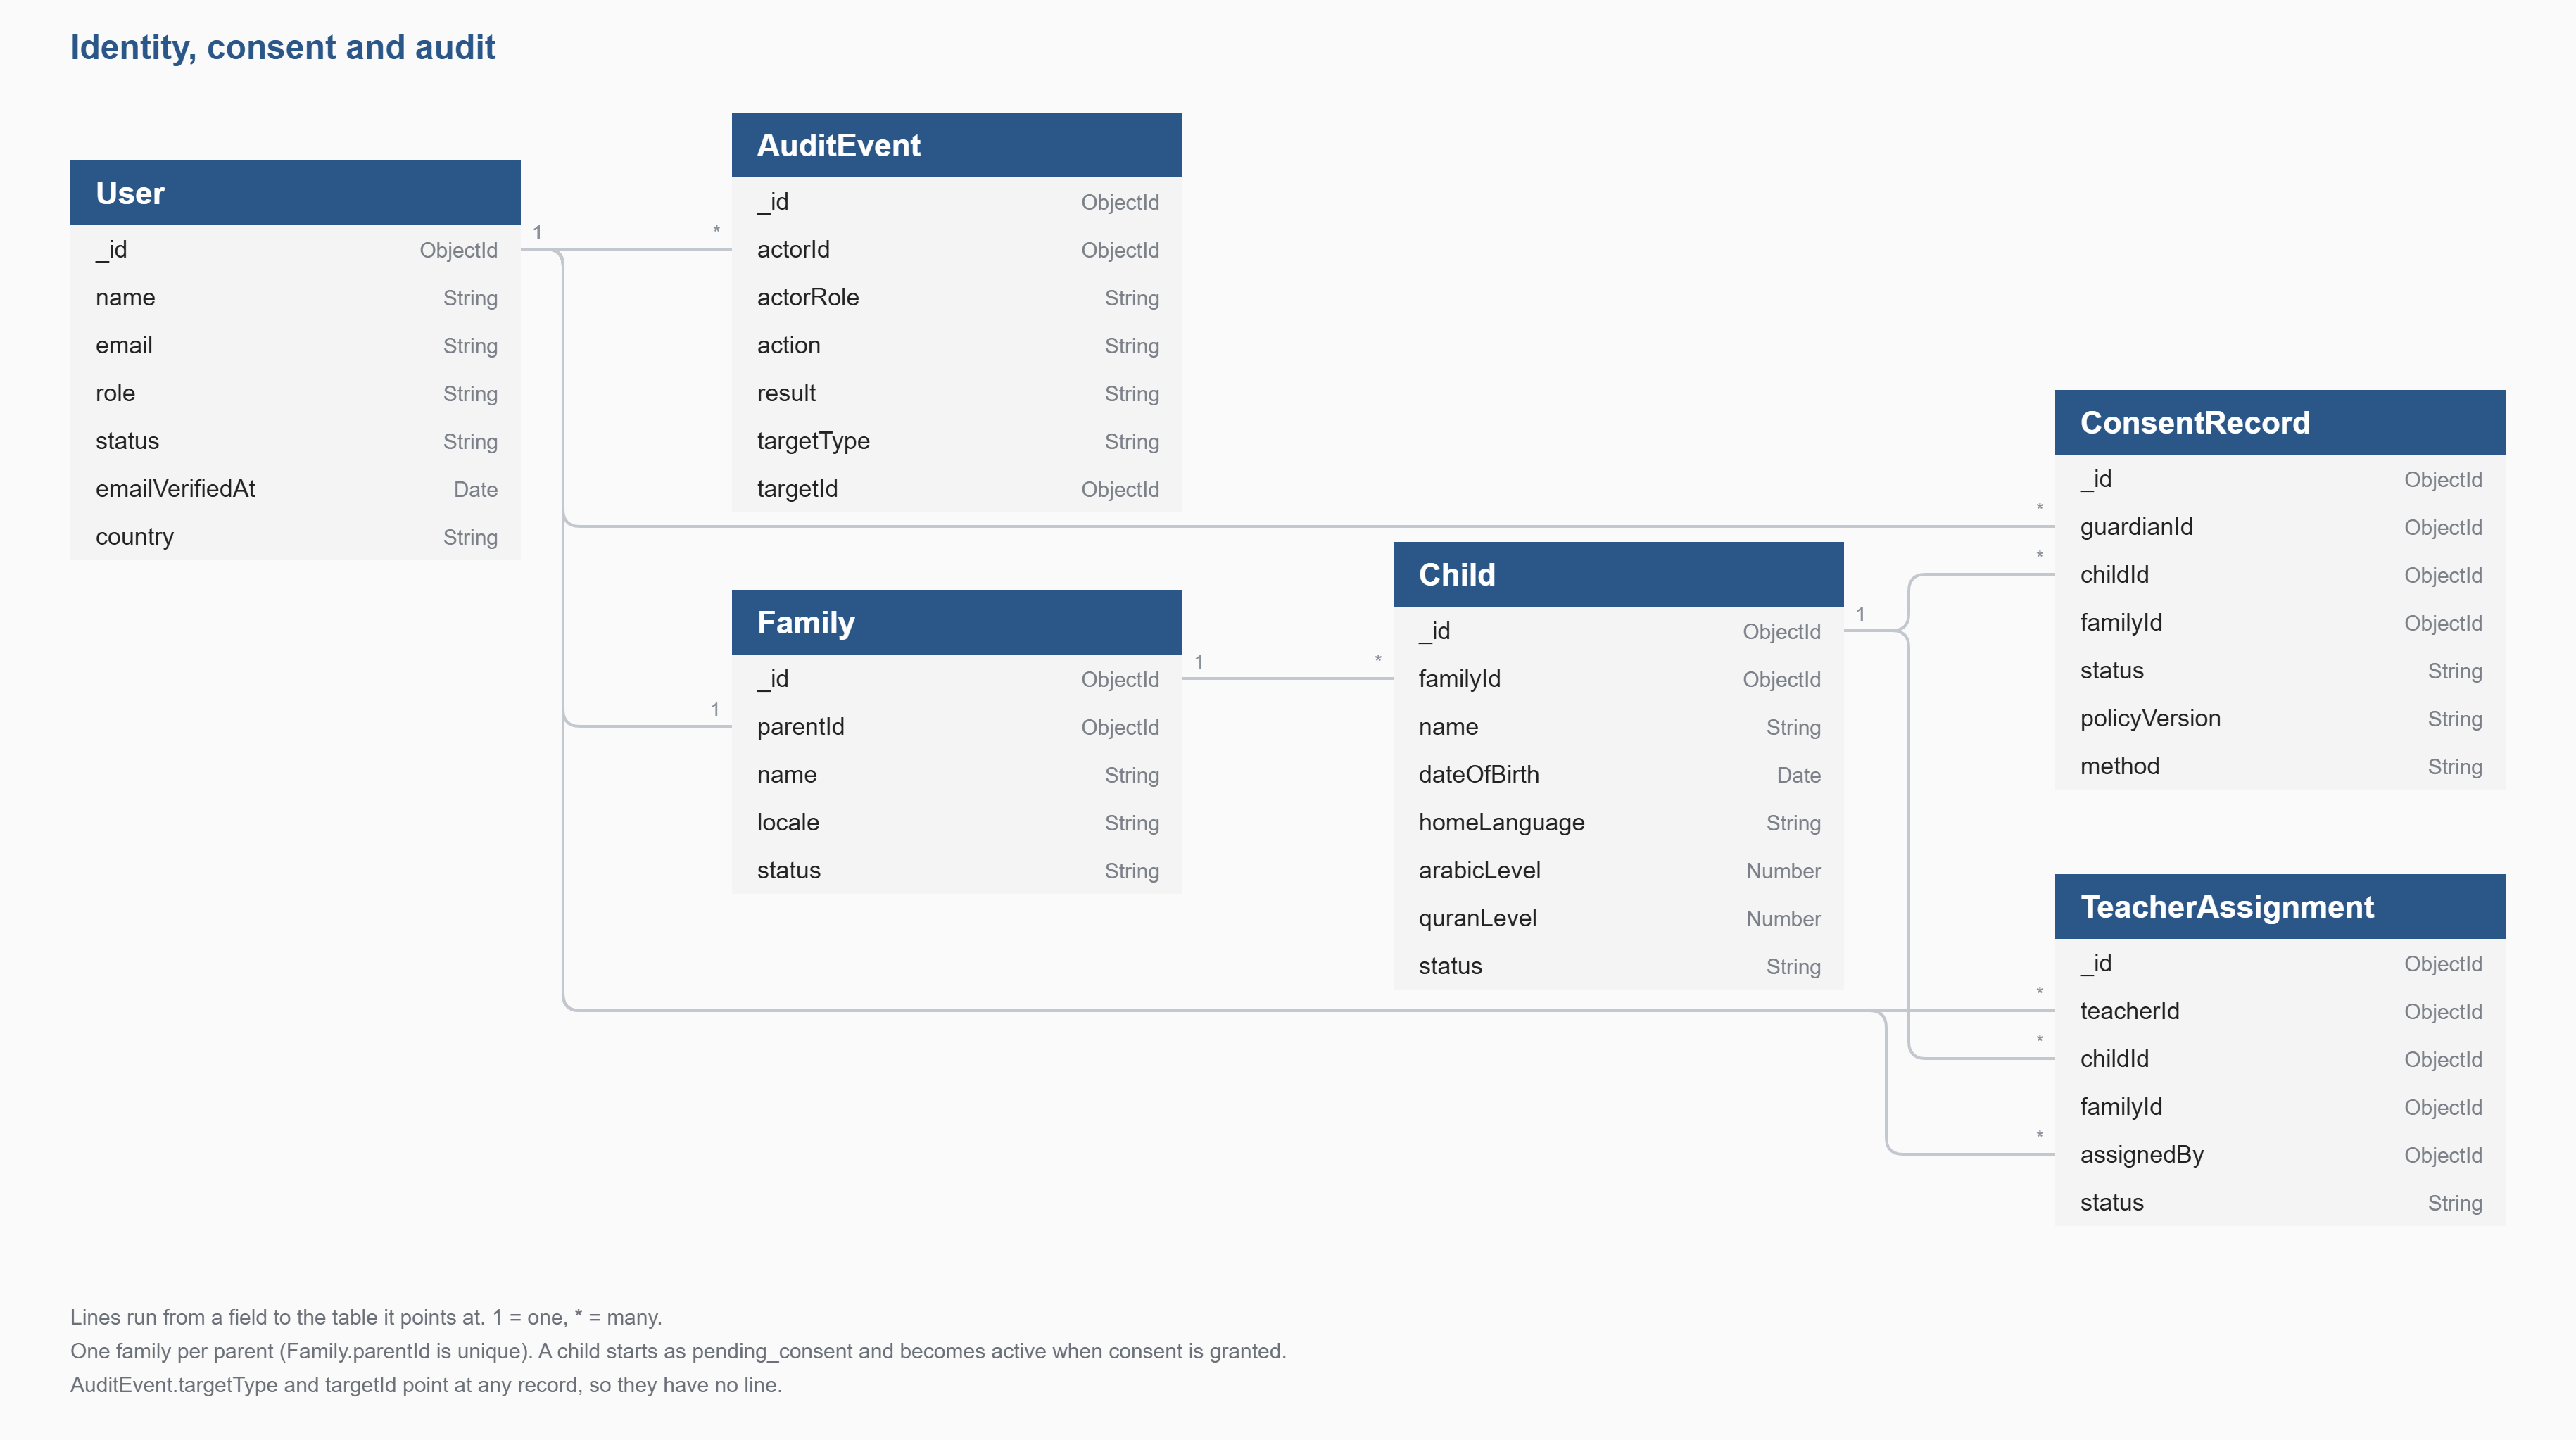 Identity, consent and audit
User
_id ObjectId
name String
email String
role String
status String
emailVerifiedAt Date
country String
1
*
AuditEvent
_id ObjectId
actorId ObjectId
actorRole String
action String
result String
targetType String
targetId ObjectId
1
Family
_id ObjectId
parentId ObjectId
name String
locale String
status String
1
*
Child
_id ObjectId
familyId ObjectId
name String
dateOfBirth Date
homeLanguage String
arabicLevel Number
quranLevel Number
status String
1
*
*
ConsentRecord
_id ObjectId
guardianId ObjectId
childId ObjectId
familyId ObjectId
status String
policyVersion String
method String
*
*
*
TeacherAssignment
_id ObjectId
teacherId ObjectId
childId ObjectId
familyId ObjectId
assignedBy ObjectId
status String
Lines run from a field to the table it points at. 1 = one, * = many.
One family per parent (Family.parentId is unique). A child starts as pending_consent and becomes active when consent is granted.
AuditEvent.targetType and targetId point at any record, so they have no line.